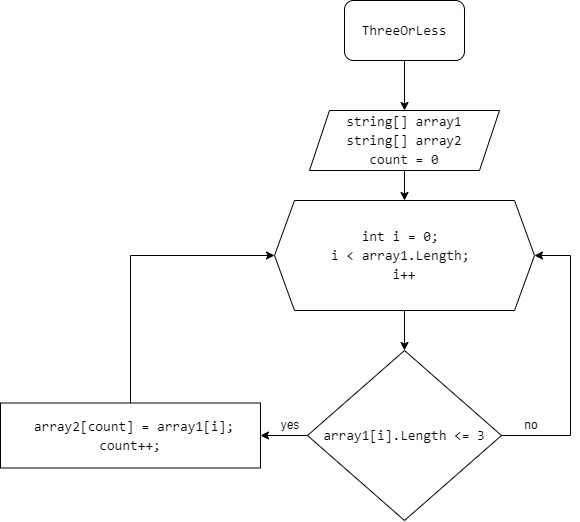 ThreeOrLess
string[] array1
string[] array2
count = 0
int i = 0;
i < array1.Length;
i++
array1[i].Length <= 3
yes
no
array2[count] = array1[i];
count++;